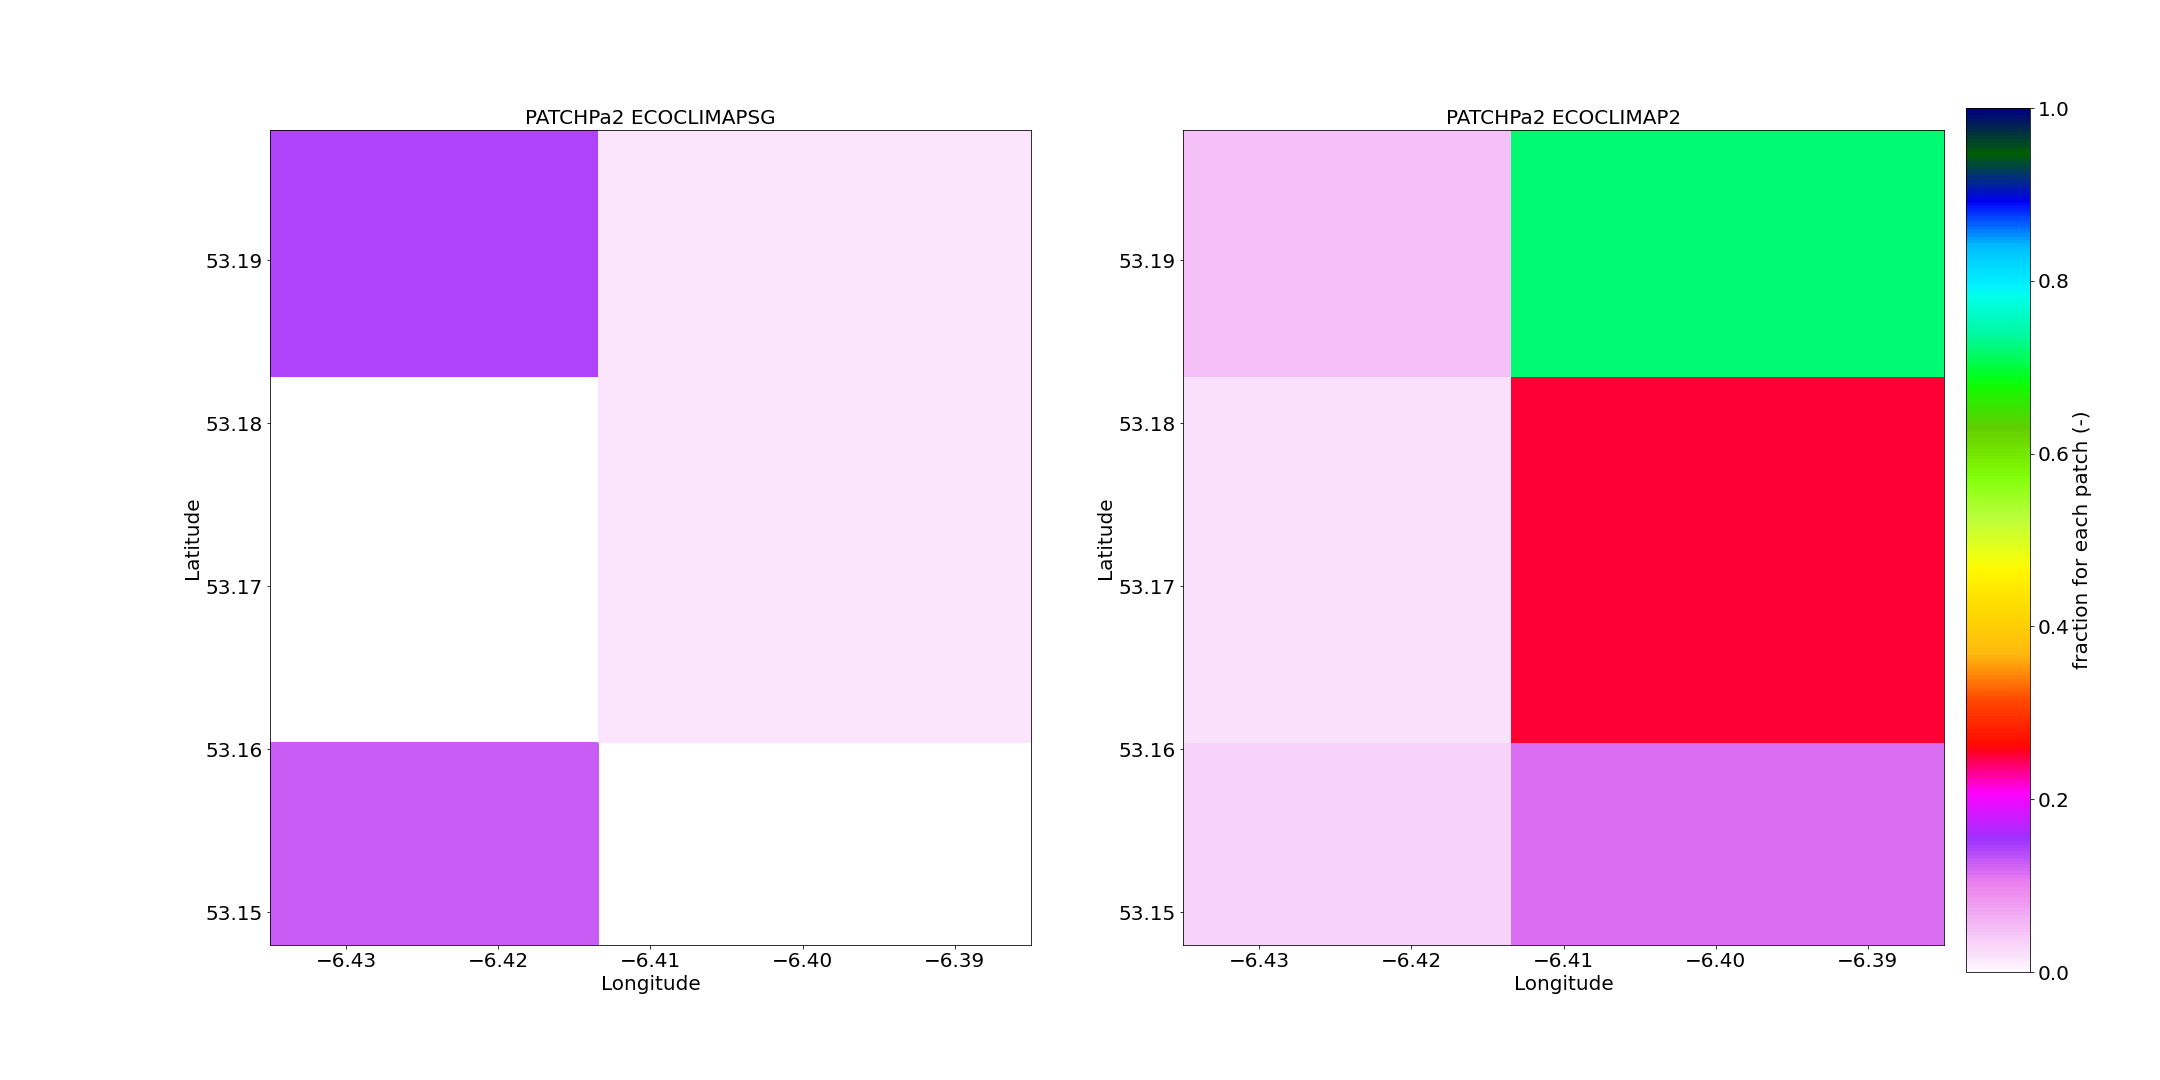 PATCHPa2 ECOCLIMAPSG
53.19
53.18
53.17
53.16
53.15
Latitude
−6.43 −6.42 −6.41 −6.40 −6.39
Longitude
PATCHPa2 ECOCLIMAP2
53.19
53.18
53.17
53.16
53.15
Latitude
−6.43 −6.42 −6.41 −6.40 −6.39
Longitude
1.0
0.8
0.6
0.4
0.2
0.0
fraction for each patch (-)